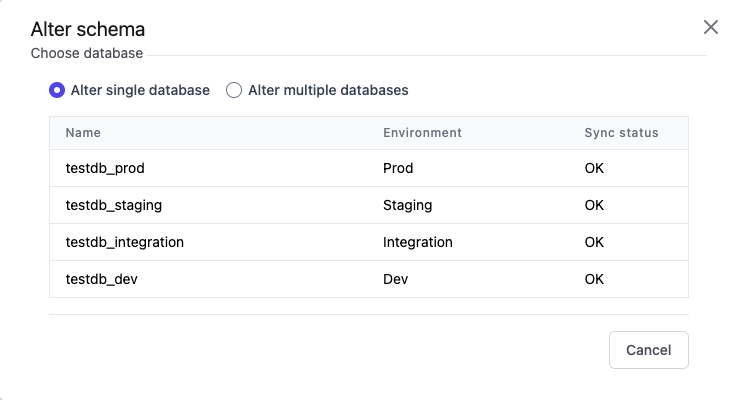 Alter schema
Choose database
Alter single database Alter multiple databases
Name Environment Sync status
testdb_prod Prod OK
testdb_staging Staging OK
testdb_integration Integration OK
testdb_dev Dev OK
Cancel